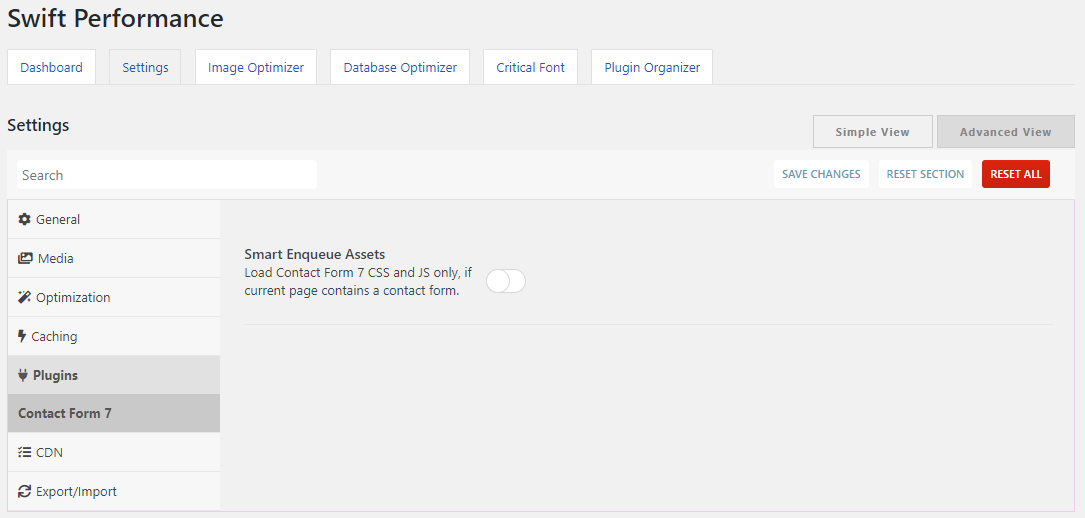 Swift Performance
Dashboard
Settings
Image Optimizer
Database Optimizer
Critical Font
Plugin Organizer
Settings
Simple View
Advanced View
Search
SAVE CHANGES
RESET SECTION
RESET ALL
General
Media
Optimization
Caching
Plugins
Contact Form 7
CDN
Export/Import
Smart Enqueue Assets
Load Contact Form 7 CSS and JS only, if
current page contains a contact form.